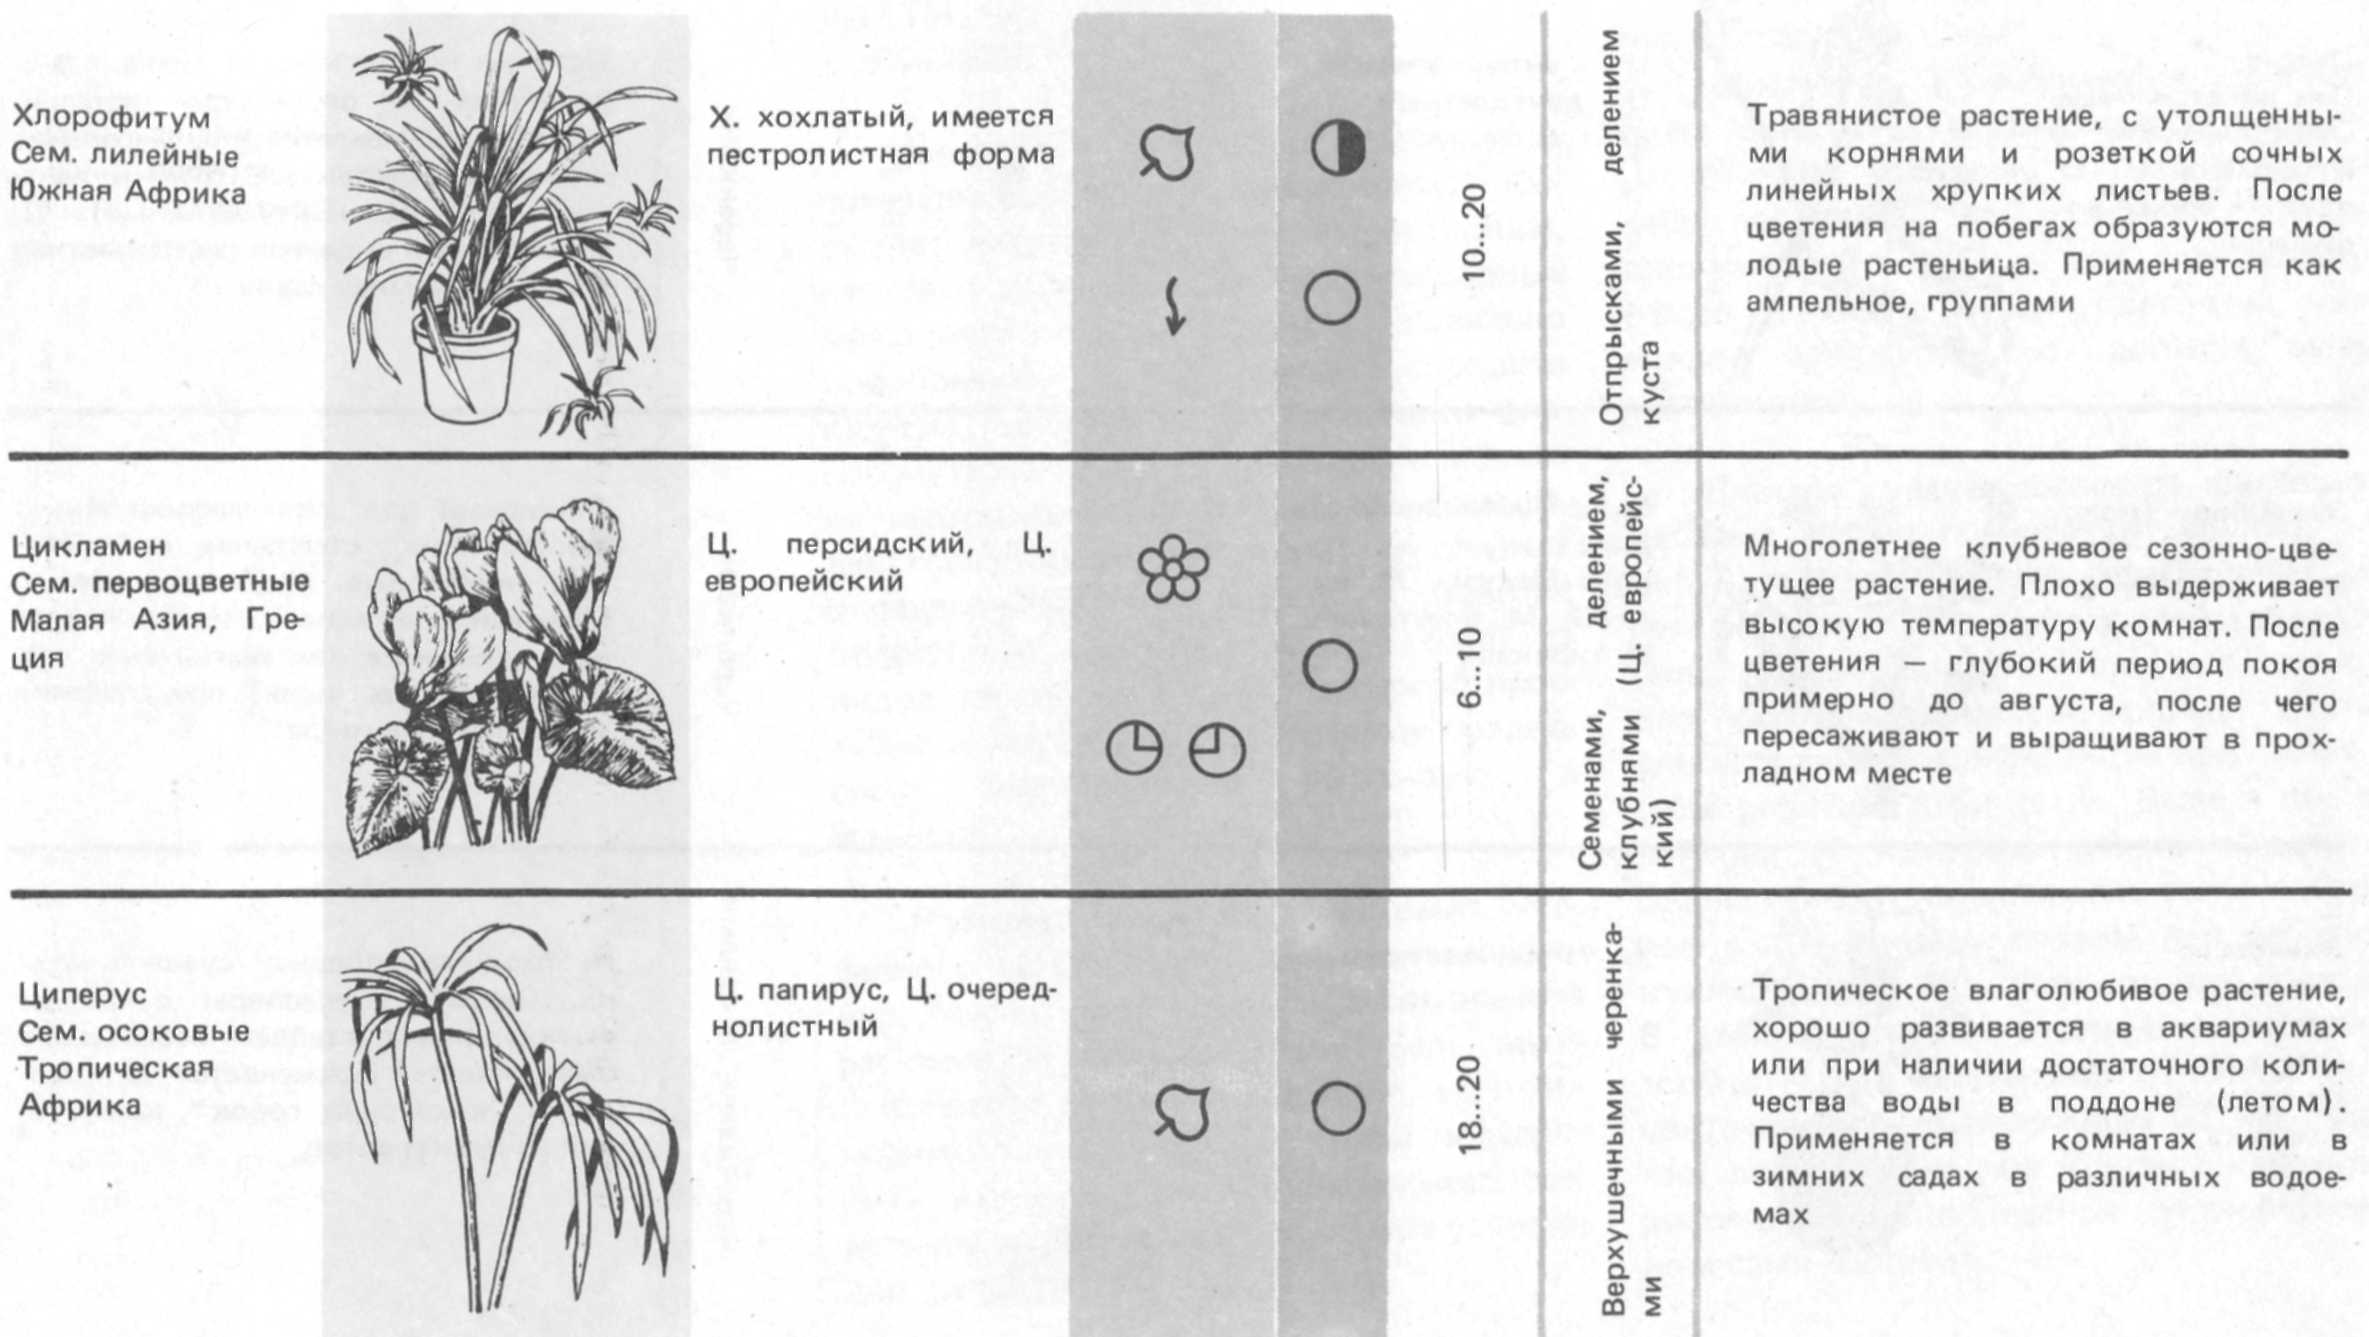 Хлорофитум
Сем. лилейные
Южная Африка
Х. хохлатый, имеется
пестролистная форма
10...20
Отпрысками, делением
куста
Травянистое растение, с утолщенны-
ми корнями и розеткой сочных
линейных хрупких листьев. После
цветения на побегах образуются мо-
лодые растеньица. Применяется как
ампельное, группами
Цикламен
Сем. первоцветные
Малая Азия, Гре-
ция
Ц. персидский, Ц.
европейский
6...10
Семенами, делением,
клубнями (Ц. европейс-
кий)
Многолетнее клубневое сезонно-цве-
тущее растение. Плохо выдерживает
высокую температуру комнат. После
цветения — глубокий период покоя
примерно до августа, после чего
пересаживают и выращивают в прох-
ладном месте
Циперус
Сем. осоковые
Тропическая
Африка
Ц. папирус, Ц. очеред-
нолистный
18...20
Верхушечными черенка-
ми
Тропическое влаголюбивое растение,
хорошо развивается в аквариумах
или при наличии достаточного коли-
чества воды в поддоне (летом).
Применяется в комнатах или в
зимних садах в различных водое-
мах